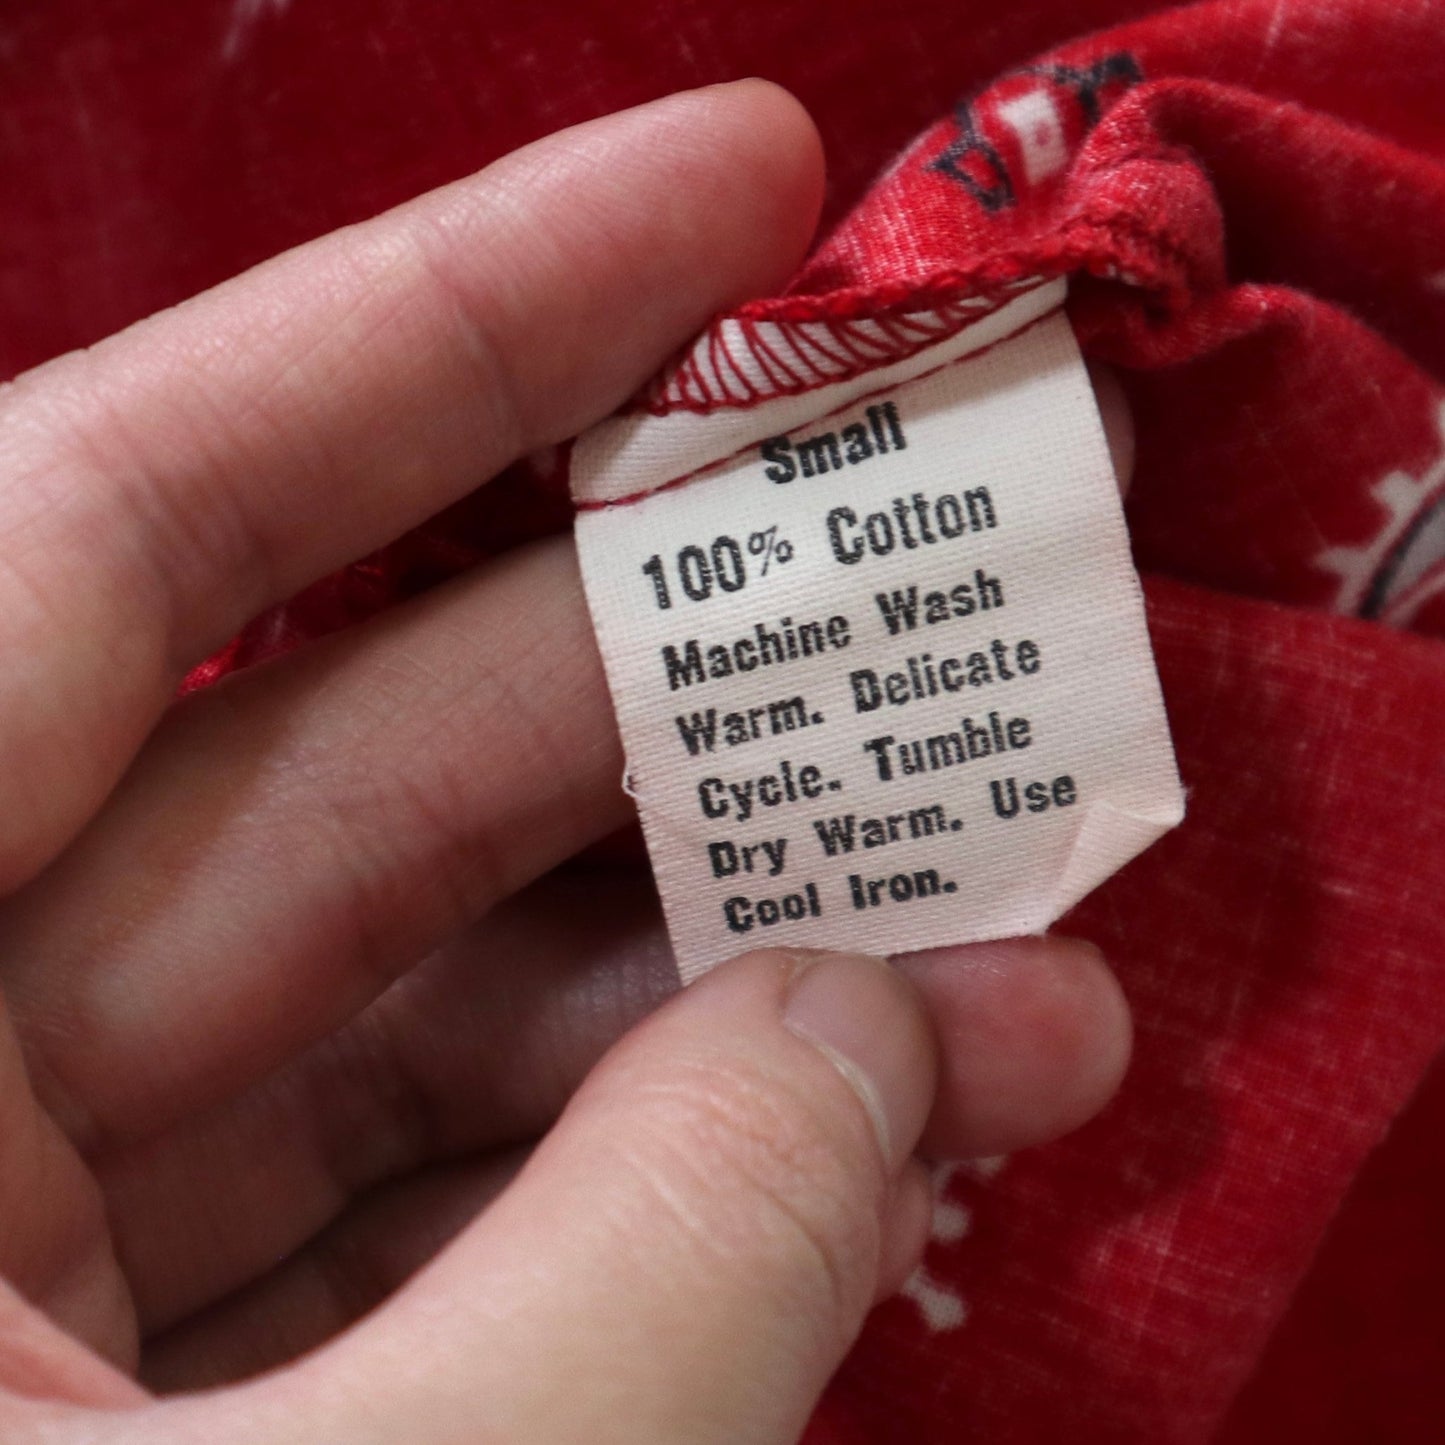 Small
100% Cotton
Machine Wash
Warm. Delicate
Cycle. Tumble
Dry Warm. Use
Cool Iron.